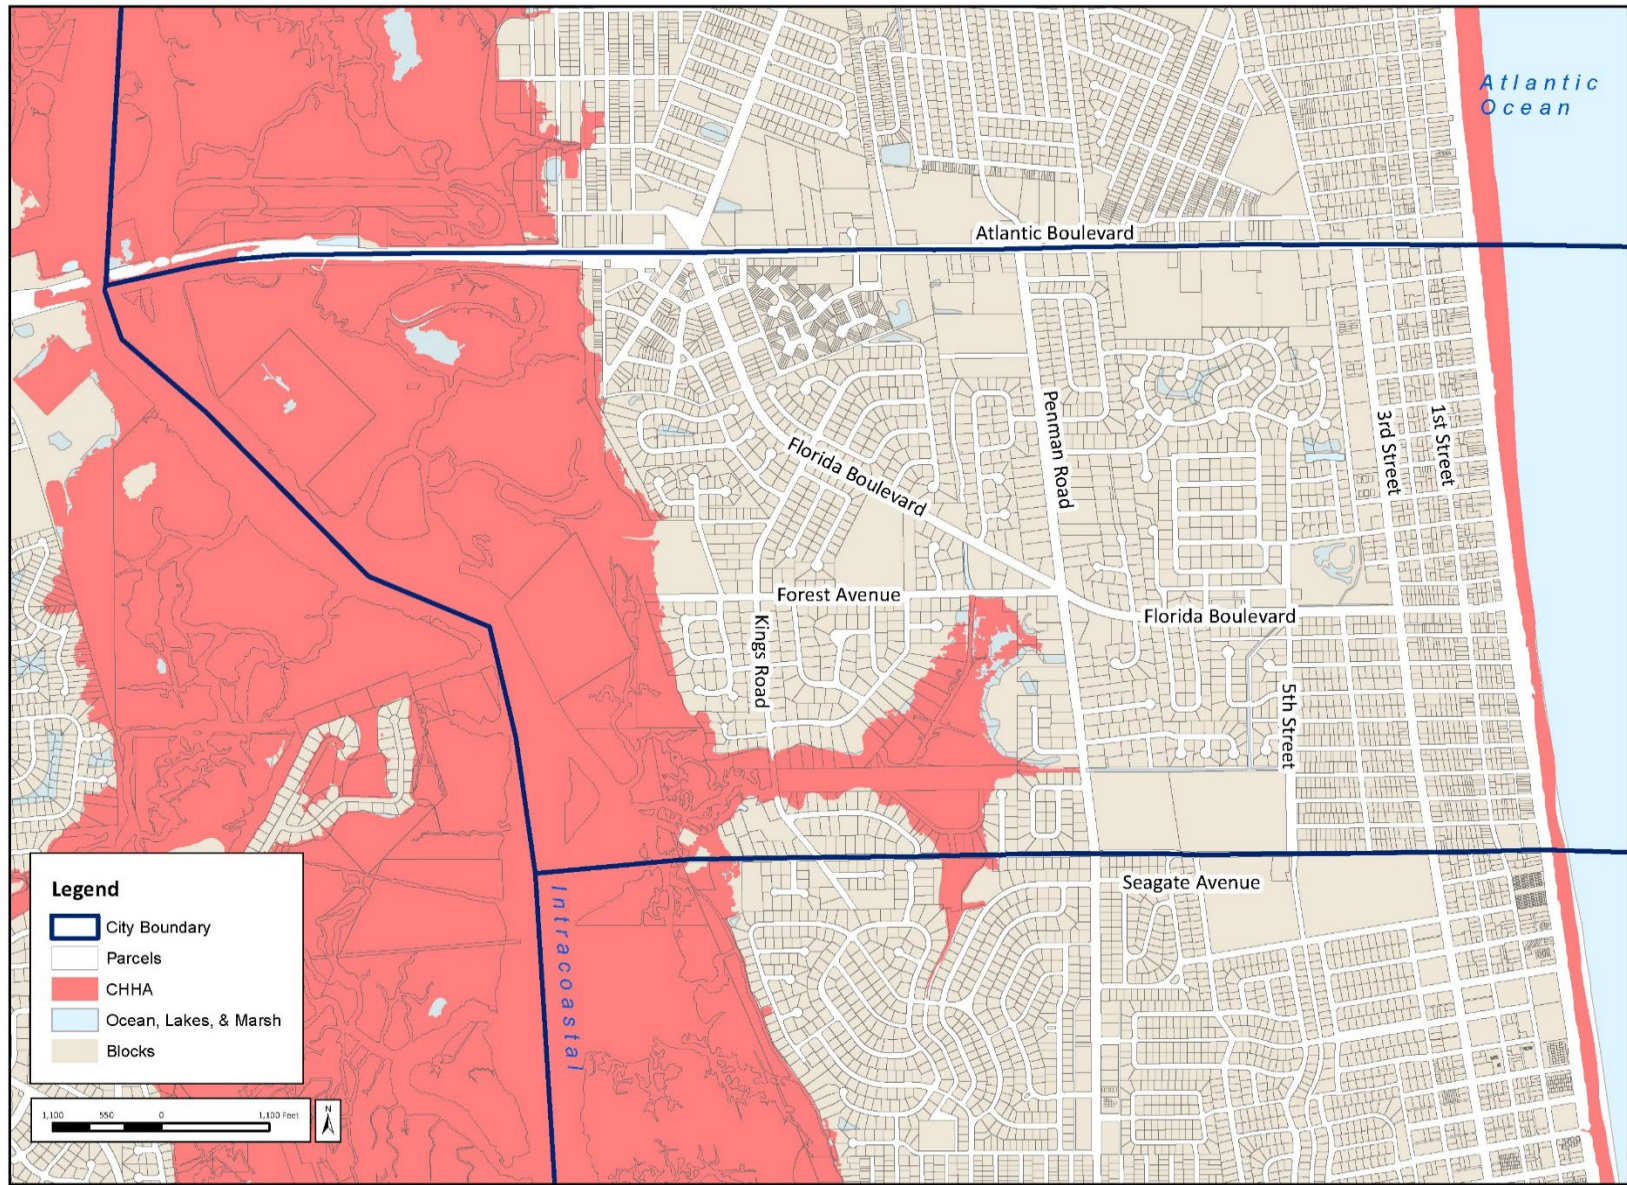 Atlantic
Ocean
Atlantic Boulevard
Penman Road
3rd Street
1st Street
Florida Boulevard
Forest Avenue
Florida Boulevard
Kings Road
5th Street
Seagate Avenue
Intracoastal
Legend
City Boundary
Parcels
CHHA
Ocean, Lakes, & Marsh
Blocks
1,100 550 0 1,100 Feet
N